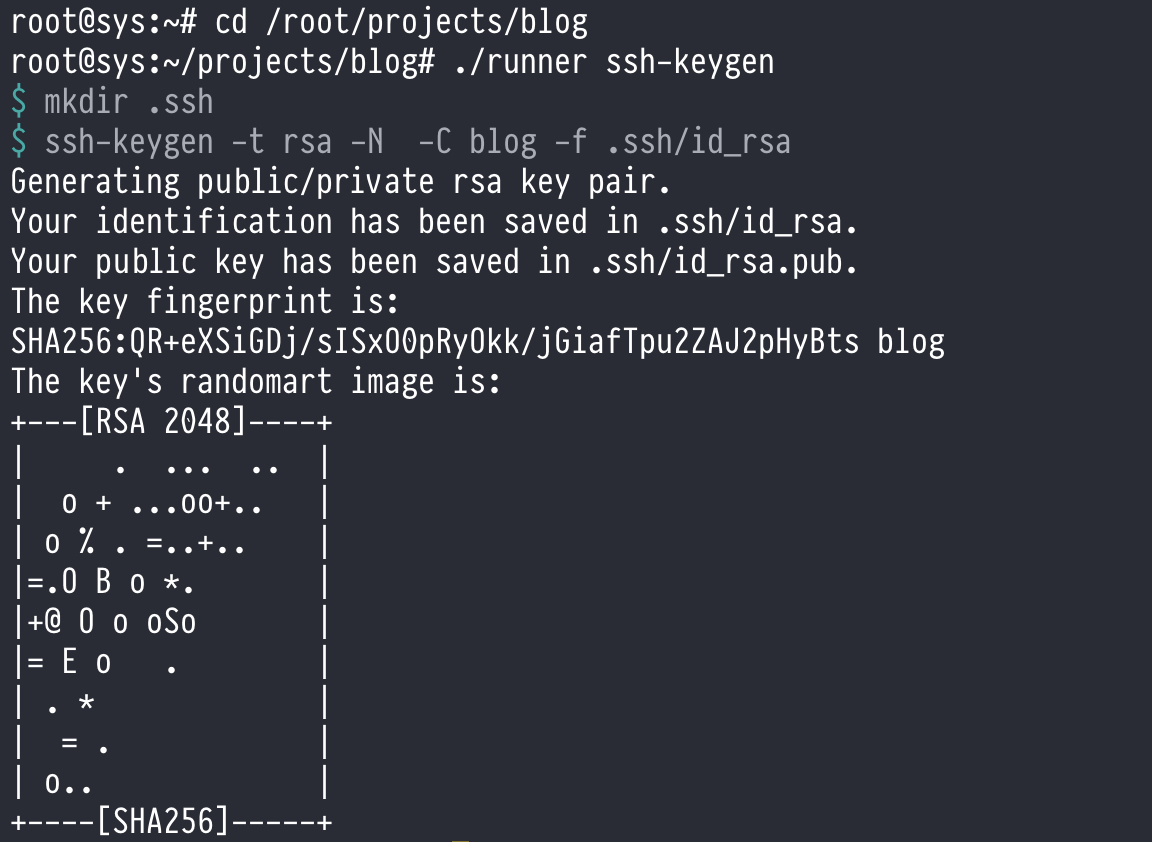 root@sys:~# cd /root/projects/blog
root@sys:~/projects/blog# ./runner ssh-keygen
$ mkdir .ssh
$ ssh-keygen -t rsa -N  -C blog -f .ssh/id_rsa
Generating public/private rsa key pair.
Your identification has been saved in .ssh/id_rsa.
Your public key has been saved in .ssh/id_rsa.pub.
The key fingerprint is:
SHA256:QR+eXSiGDj/sISxO0pRyOkk/jGiafTpu2ZAJ2pHyBts blog
The key's randomart image is:
+---[RSA 2048]----+
|     .  ...  ..  |
|  o + ...oo+..   |
| o % . =..+..    |
|=.O B o *.       |
|+@ O o oSo       |
|= E o   .        |
| . *             |
|  = .            |
| o..             |
+----[SHA256]-----+